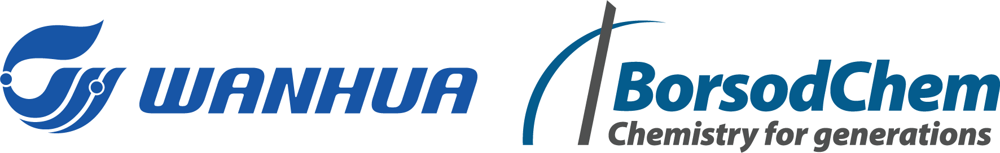 WANHUA
BorsodChem
Chemistry for generations